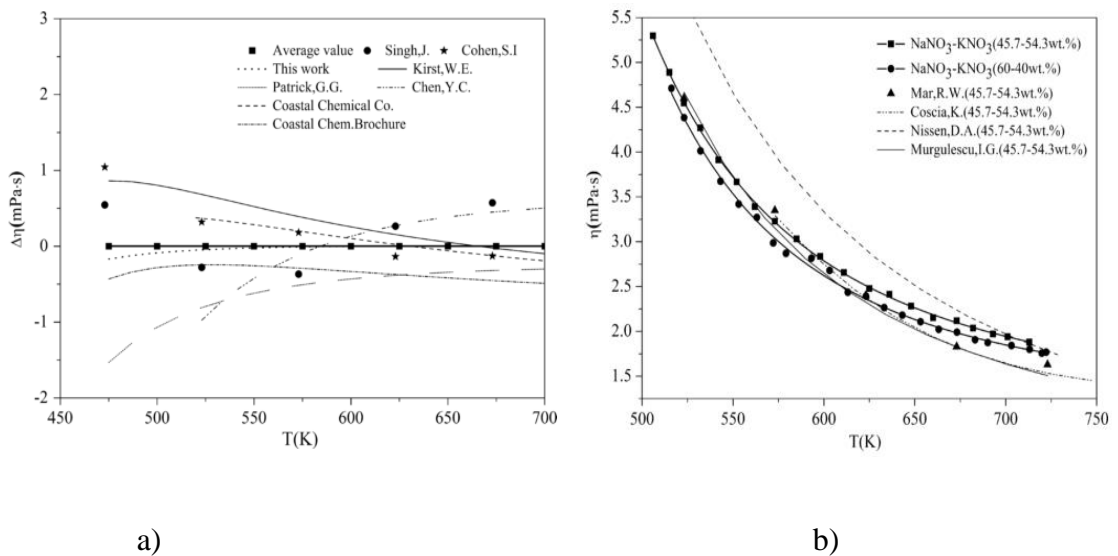 2
1
0
-1
-2
Δη(mPa·s)
Average value Singh,J. Cohen,S.I
This work Kirst,W.E.
Patrick,G.G. Chen,Y.C.
Coastal Chemical Co.
Coastal Chem.Brochure
450 500 550 600 650 700
T(K)
a)
5.5
5.0
4.5
4.0
3.5
3.0
2.5
2.0
1.5
η(mPa·s)
NaNO3-KNO3(45.7-54.3wt.%)
NaNO3-KNO3(60-40wt.%)
Mar,R.W.(45.7-54.3wt.%)
Coscia,K.(45.7-54.3wt.%)
Nissen,D.A.(45.7-54.3wt.%)
Murgulescu,I.G.(45.7-54.3wt.%)
500 550 600 650 700 750
T(K)
b)